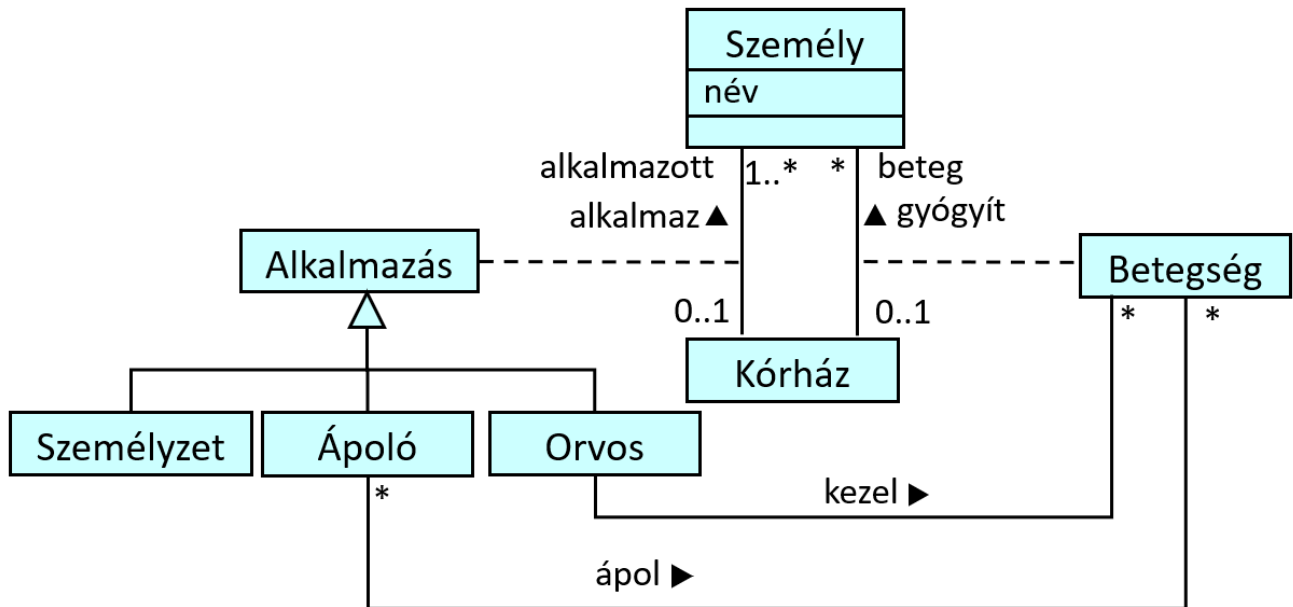 Személy
név
alkalmazott
1..*
*
beteg
alkalmaz ▲
▲ gyógyít
Alkalmazás
Betegség
0..1
0..1
*
*
Kórház
Személyzet
Ápoló
Orvos
*
kezel ►
ápol ►